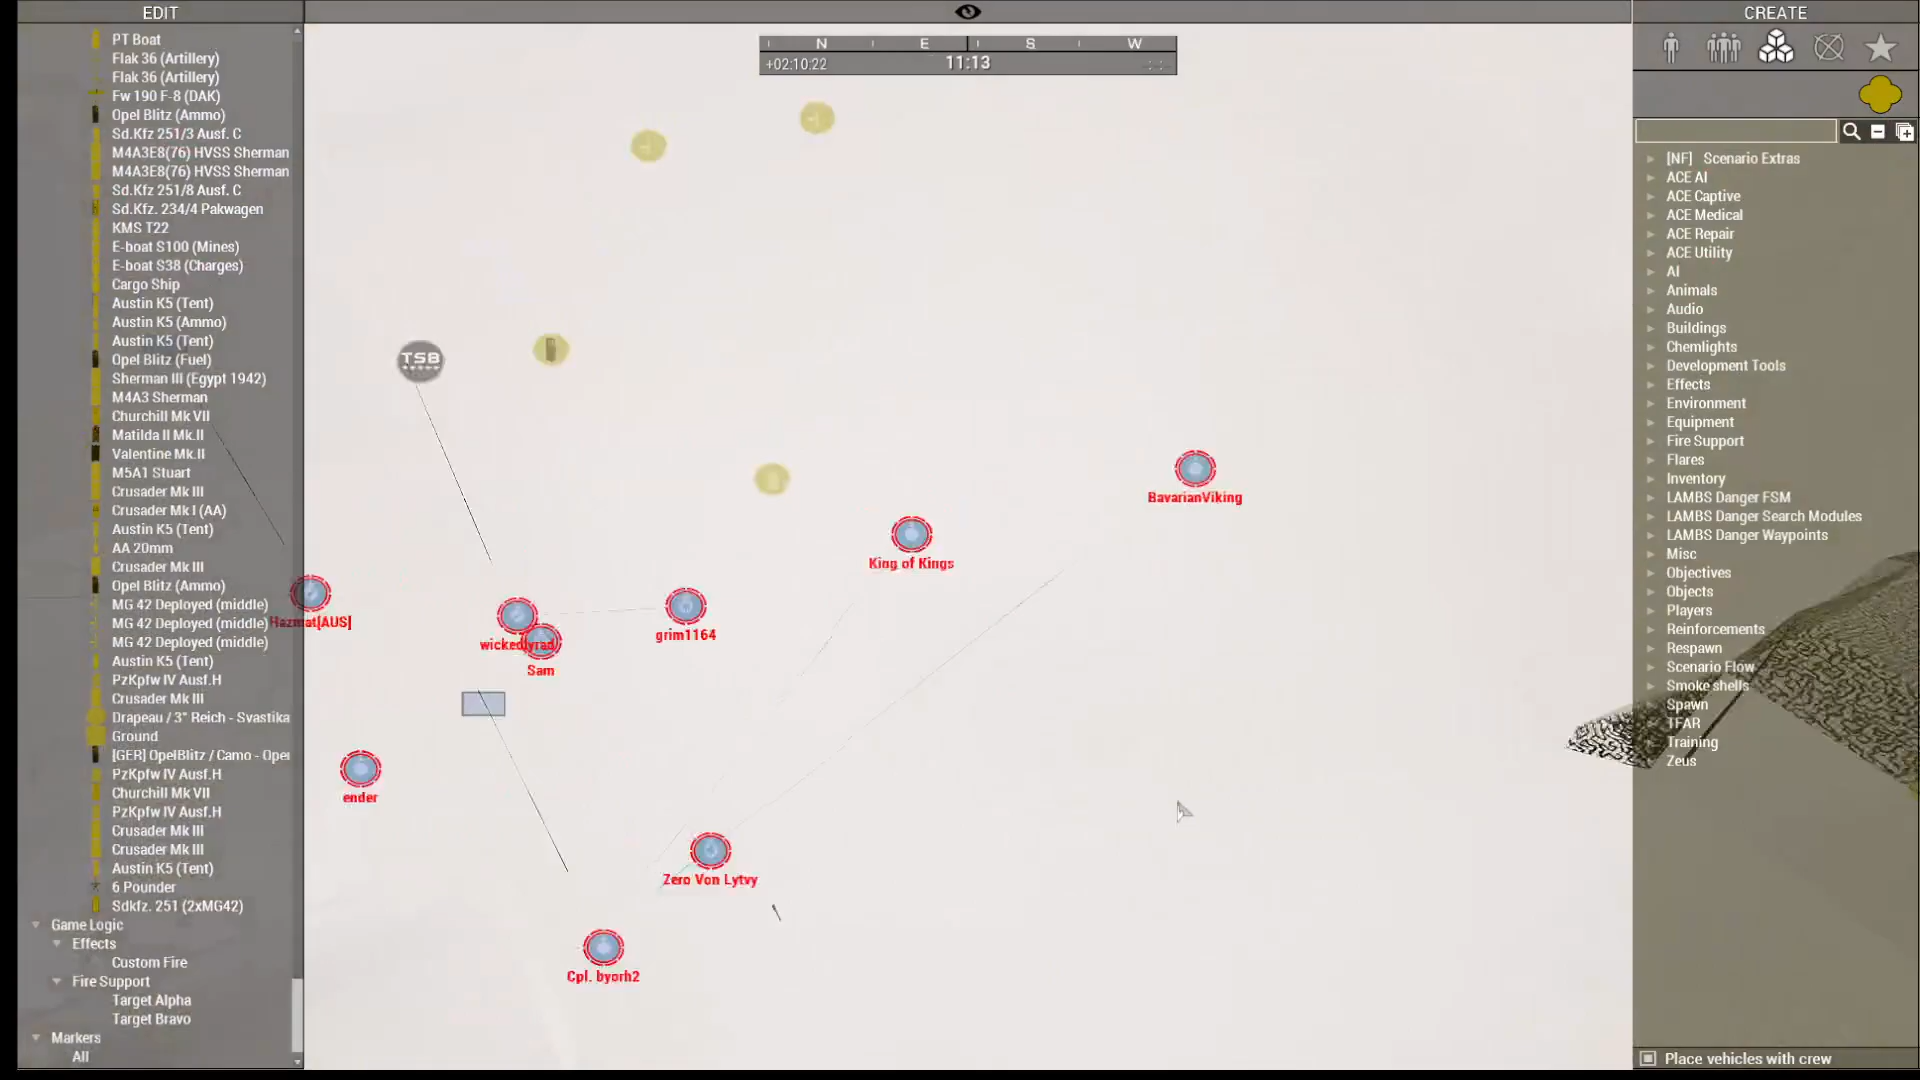 EDIT
PT Boat
Flak 36 (Artillery)
Flak 36 (Artillery)
Fw 190 F-8 (DAK)
Opel Blitz (Ammo)
Sd.Kfz 251/3 Ausf. C
M4A3E8(76) HVSS Sherman
M4A3E8(76) HVSS Sherman
Sd.Kfz 251/8 Ausf. C
Sd.Kfz. 234/4 Pakwagen
KMS T22
E-boat S100 (Mines)
E-boat S38 (Charges)
Cargo Ship
Austin K5 (Tent)
Austin K5 (Ammo)
Austin K5 (Tent)
Opel Blitz (Fuel)
Sherman III (Egypt 1942)
M4A3 Sherman
Churchill Mk VII
Matilda II Mk.II
Valentine Mk.II
M5A1 Stuart
Crusader Mk III
Crusader Mk I (AA)
Austin K5 (Tent)
AA 20mm
Crusader Mk III
Opel Blitz (Ammo)
MG 42 Deployed (middle)
MG 42 Deployed (middle)
MG 42 Deployed (middle)
Austin K5 (Tent)
PzKpfw IV Ausf.H
Crusader Mk III
Drapeau / 3° Reich - Svastika
Ground
[GER] OpelBlitz / Camo - Ope
PzKpfw IV Ausf.H
Churchill Mk VII
PzKpfw IV Ausf.H
Crusader Mk III
Crusader Mk III
Austin K5 (Tent)
6 Pounder
Sdkfz. 251 (2xMG42)
Game Logic
Effects
Custom Fire
Fire Support
Target Alpha
Target Bravo
Markers
All
N E S W
+02:10:22 11:13 --:--
TSB
BavarianViking
King of Kings
Hazmat[AUS]
wickedlyrad
grim1164
Sam
ender
Zero Von Lytvy
Cpl. byorh2
CREATE
[NF] Scenario Extras
ACE AI
ACE Captive
ACE Medical
ACE Repair
ACE Utility
AI
Animals
Audio
Buildings
Chemlights
Development Tools
Effects
Environment
Equipment
Fire Support
Flares
Inventory
LAMBS Danger FSM
LAMBS Danger Search Modules
LAMBS Danger Waypoints
Misc
Objectives
Objects
Players
Reinforcements
Respawn
Scenario Flow
Smoke shells
Spawn
TFAR
Training
Zeus
Place vehicles with crew